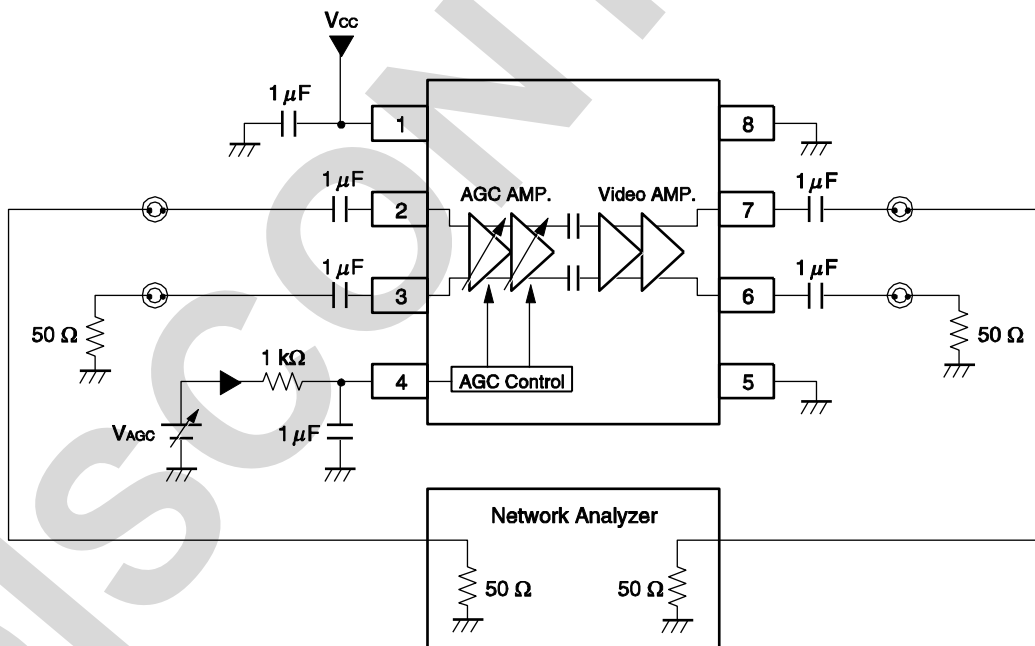 Vcc
1 μF
1
8
1 μF
2
AGC AMP.
Video AMP.
7
1 μF
1 μF
3
6
1 μF
50 Ω
50 Ω
1 kΩ
4
AGC Control
5
VAGC
1 μF
Network Analyzer
50 Ω
50 Ω